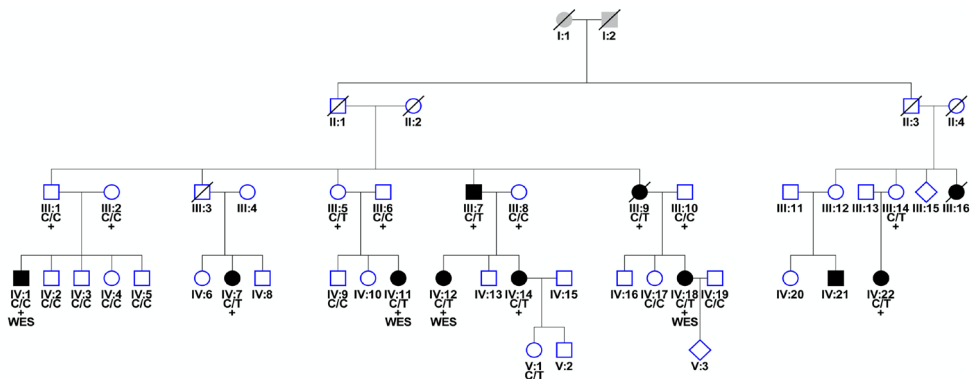 I:1 I:2
II:1 II:2 II:3 II:4
III:1 III:2 III:3 III:4 III:5 III:6 III:7 III:8 III:9 III:10 III:11 III:12 III:13 III:14 III:15 III:16
C/C C/C C/T C/C C/T C/C C/T C/C C/T
+ + + + + + + + +
IV:1 IV:2 IV:3 IV:4 IV:5 IV:6 IV:7 IV:8 IV:9 IV:10 IV:11 IV:12 IV:13 IV:14 IV:15 IV:16 IV:17 IV:18 IV:19 IV:20 IV:21 IV:22
C/C C/C C/C C/C C/C C/T C/C C/T C/T C/T C/C C/T C/C C/T
+ + + + + + +
WES WES WES WES
V:1 V:2 V:3
C/T